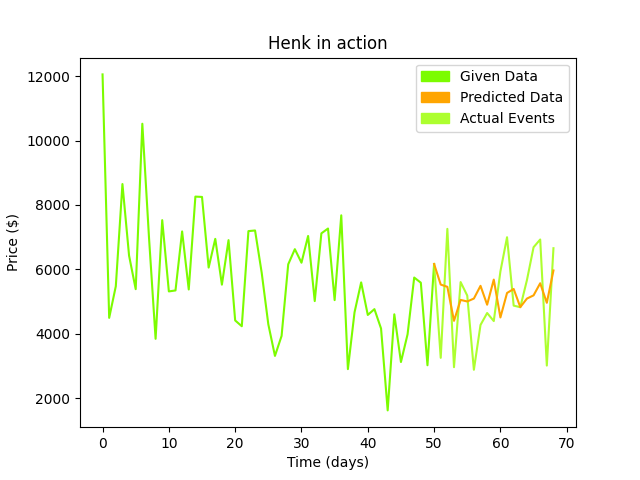 Henk in action
Given Data
Predicted Data
Actual Events
12000
10000
8000
6000
4000
2000
Price ($)
0 10 20 30 40 50 60 70
Time (days)